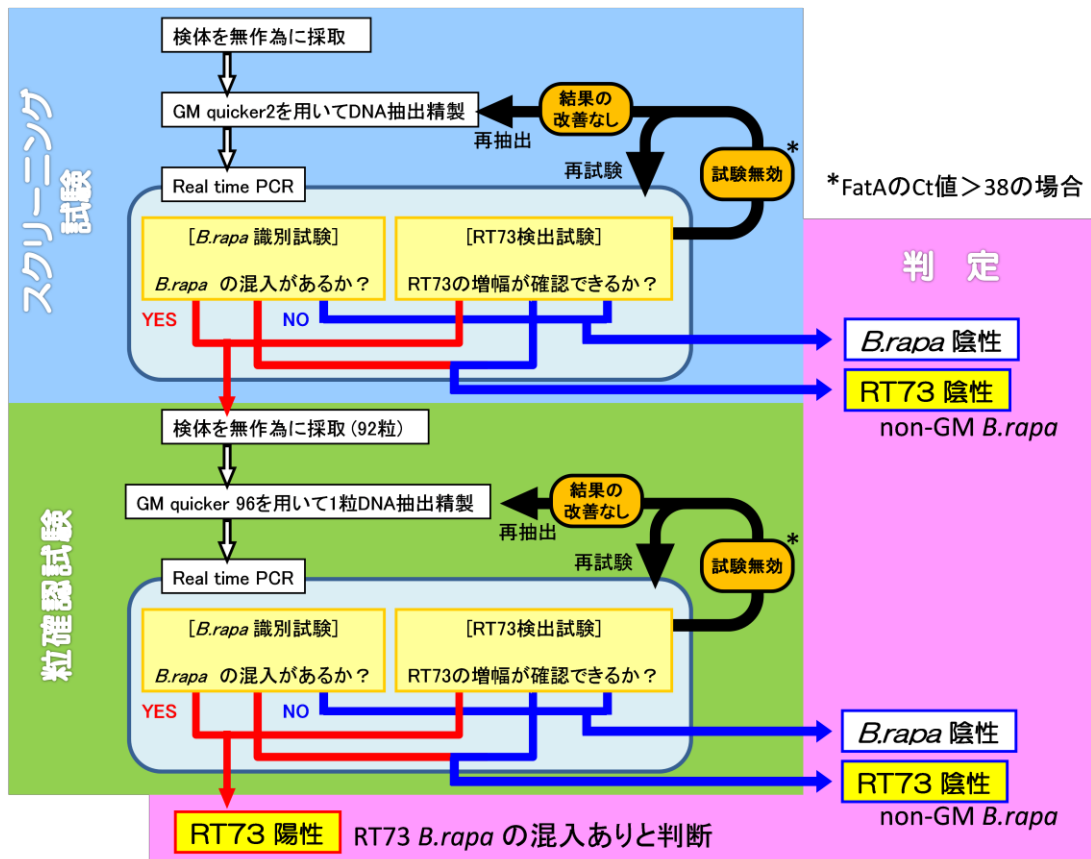 スクリーニング
試験
検体を無作為に採取
GM quicker2を用いてDNA抽出精製
結果の
改善なし
再抽出
再試験
試験無効
*
*FatAのCt値>38の場合
Real time PCR
[B.rapa 識別試験]
B.rapa の混入があるか?
[RT73検出試験]
RT73の増幅が確認できるか?
YES
NO
判 定
B.rapa 陰性
RT73 陰性
non-GM B.rapa
粒確認試験
検体を無作為に採取(92粒)
GM quicker 96を用いて1粒DNA抽出精製
結果の
改善なし
再抽出
再試験
試験無効
*
Real time PCR
[B.rapa 識別試験]
B.rapa の混入があるか?
[RT73検出試験]
RT73の増幅が確認できるか?
YES
NO
B.rapa 陰性
RT73 陰性
non-GM B.rapa
RT73 陽性
RT73 B.rapa の混入ありと判断